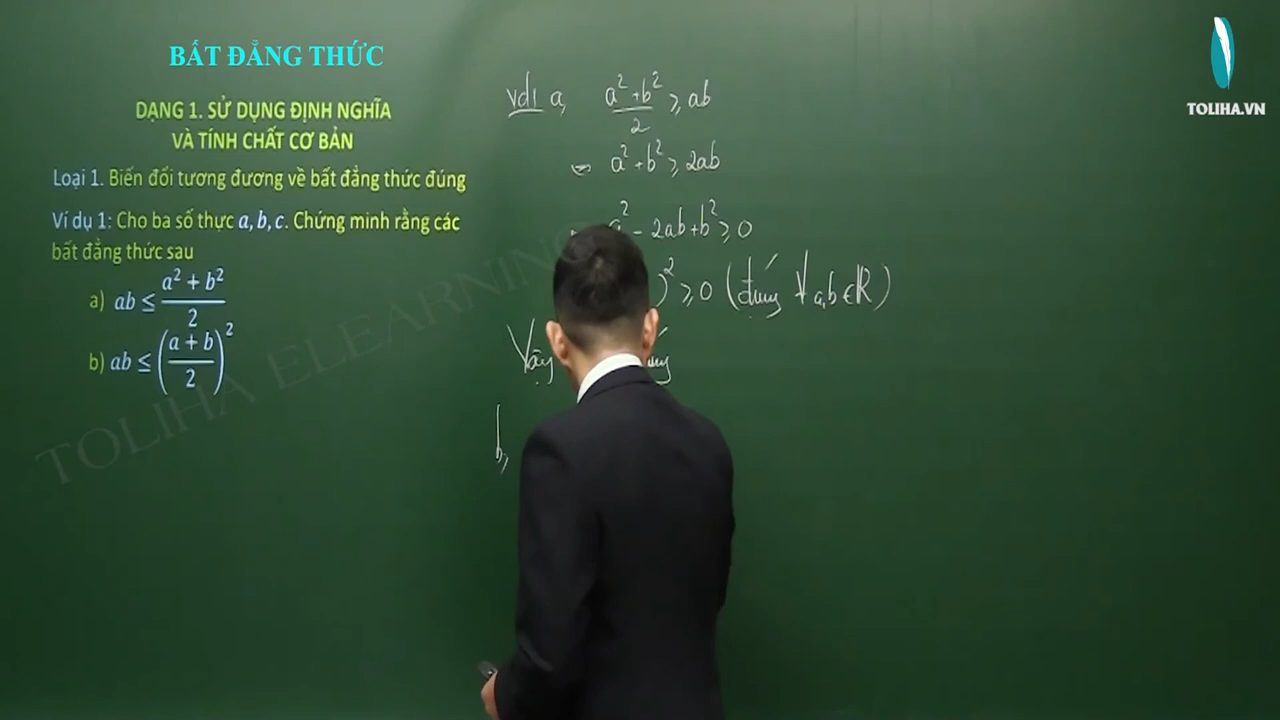 BẤT ĐẲNG THỨC
TOLIHA.VN
DẠNG 1. SỬ DỤNG ĐỊNH NGHĨA
VÀ TÍNH CHẤT CƠ BẢN
Loại 1. Biến đổi tương đương về bất đẳng thức đúng
Ví dụ 1: Cho ba số thực a, b, c. Chứng minh rằng các
bất đẳng thức sau
a) ab ≤ (a² + b²)/2
b) ab ≤ ((a + b)/2)²
TOLIHA ELEARNING
a, (a² + b²)/2 ≥ ab
a² + b² ≥ 2ab
a² - 2ab + b² ≥ 0
)² ≥ 0 (đúng ∀ a,b ∈ ℝ)
Vậy
b,